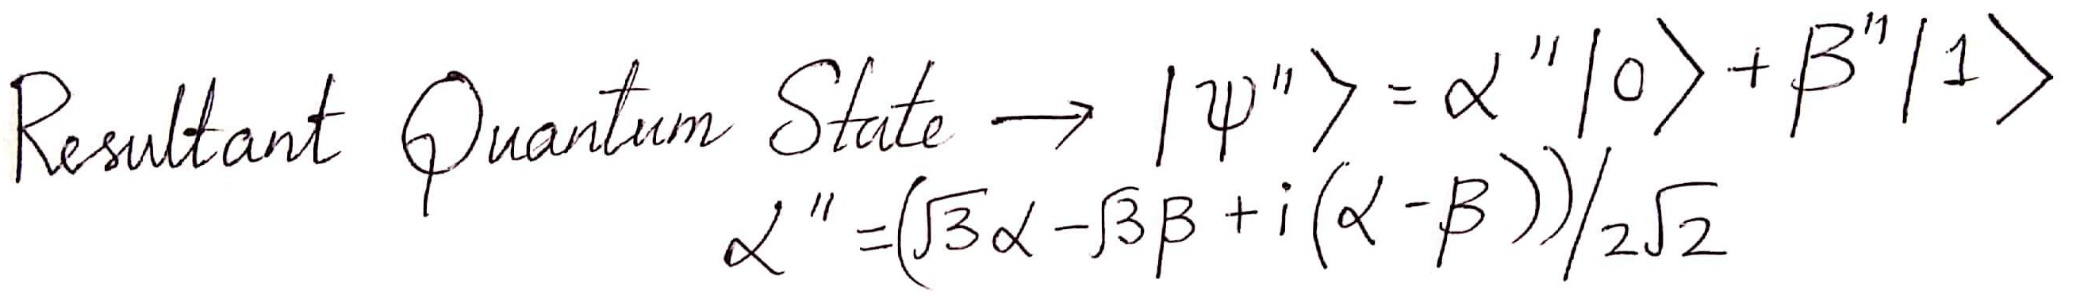 Resultant Quantum State → |ψ''⟩ = α''|0⟩ + β''|1⟩
α'' = (√3α - √3β + i(α - β))/2√2